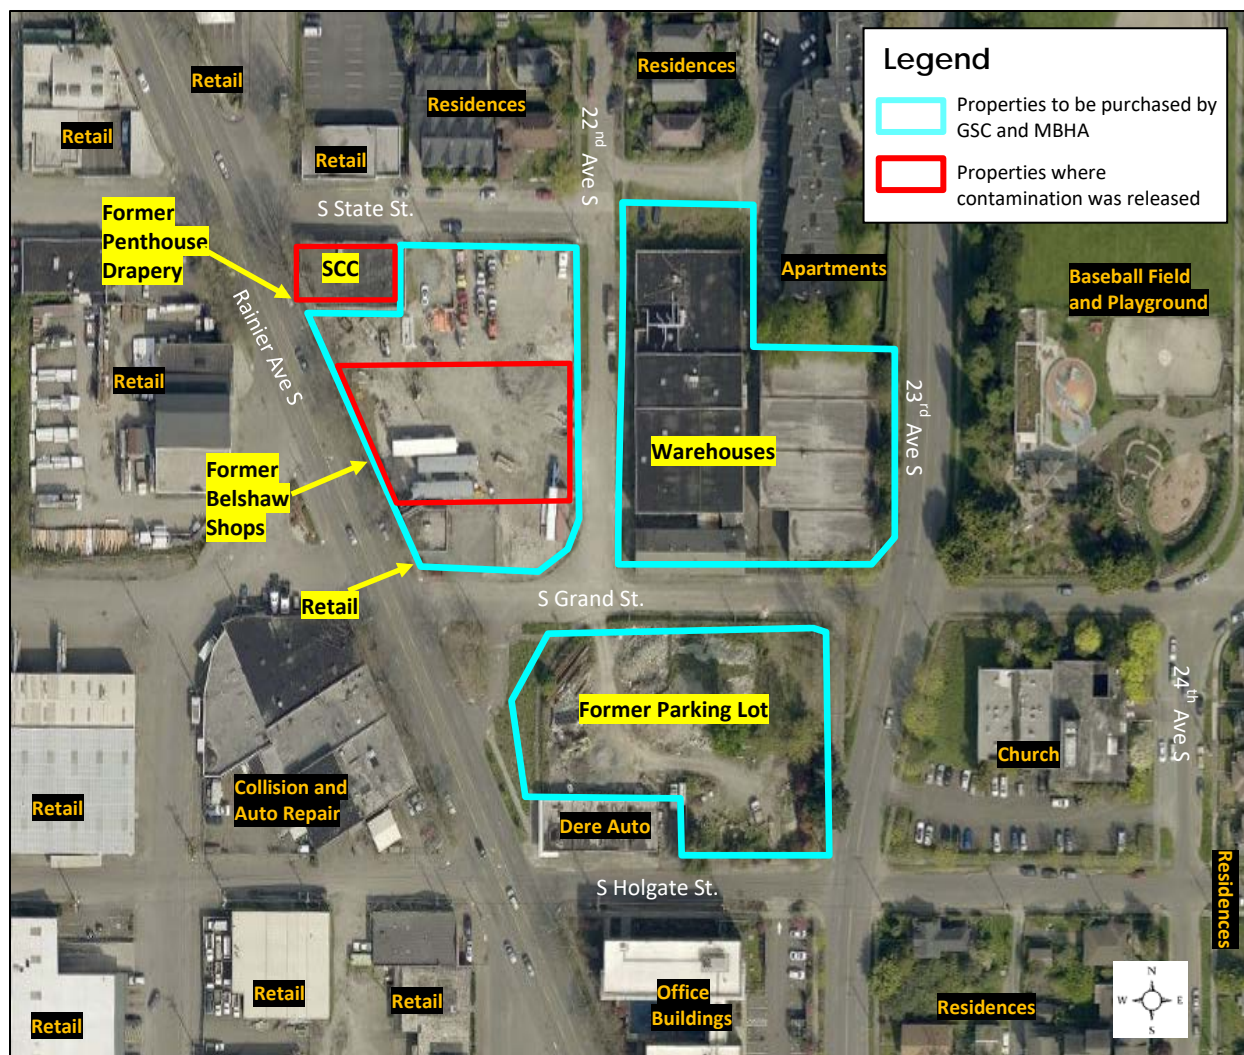 Legend
Properties to be purchased by
GSC and MBHA
Properties where
contamination was released
Retail
Retail
Retail
Residences
22nd Ave S
Residences
S State St.
Former
Penthouse
Drapery
SCC
Apartments
Baseball Field
and Playground
Rainier Ave S
Retail
23rd Ave S
Warehouses
Former
Belshaw
Shops
Retail
S Grand St.
Former Parking Lot
24th Ave S
Church
Collision and
Auto Repair
Retail
Dere Auto
S Holgate St.
Residences
Retail
Retail
Retail
Office
Buildings
Residences
N
W
E
S